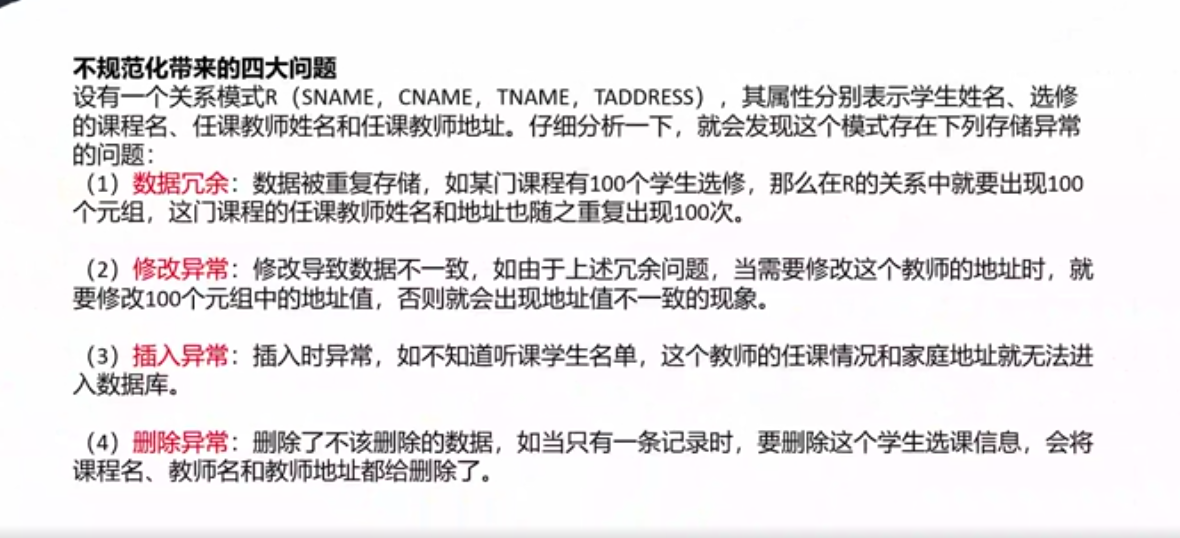 不规范化带来的四大问题
设有一个关系模式R（SNAME，CNAME，TNAME，TADDRESS），其属性分别表示学生姓名、选修
的课程名、任课教师姓名和任课教师地址。仔细分析一下，就会发现这个模式存在下列存储异常
的问题：
（1）数据冗余：数据被重复存储，如某门课程有100个学生选修，那么在R的关系中就要出现100
个元组，这门课程的任课教师姓名和地址也随之重复出现100次。
（2）修改异常：修改导致数据不一致，如由于上述冗余问题，当需要修改这个教师的地址时，就
要修改100个元组中的地址值，否则就会出现地址值不一致的现象。
（3）插入异常：插入时异常，如不知道听课学生名单，这个教师的任课情况和家庭地址就无法进
入数据库。
（4）删除异常：删除了不该删除的数据，如当只有一条记录时，要删除这个学生选课信息，会将
课程名、教师名和教师地址都给删除了。